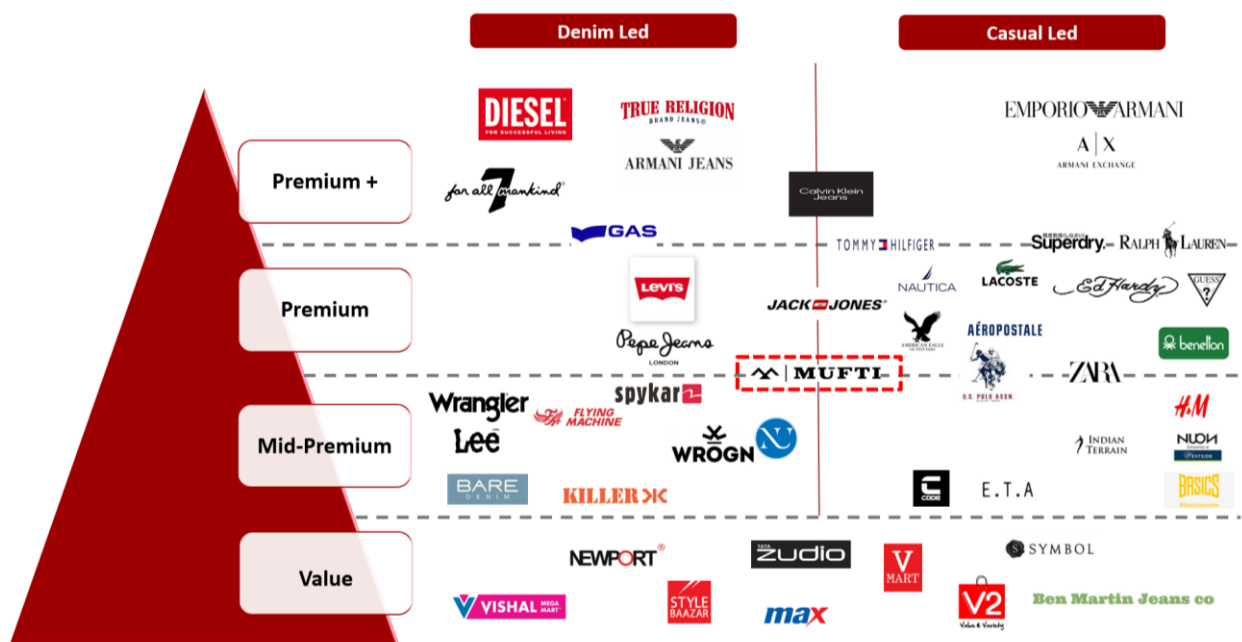 Denim Led
Casual Led
Premium +
DIESEL
FOR SUCCESSFUL LIVING
TRUE RELIGION
BRAND JEANS®
ARMANI JEANS
for all 7 mankind®
GAS
Calvin Klein
Jeans
EMPORIO ARMANI
A|X
ARMANI EXCHANGE
TOMMY HILFIGER
Superdry.
RALPH LAUREN
Premium
LEVI'S
Pepe Jeans
LONDON
JACK & JONES®
NAUTICA
LACOSTE
Ed Hardy
GUESS
?
AMERICAN EAGLE
OUTFITTERS
AÉROPOSTALE
benetton
MUFTI
U.S. POLO ASSN.
ZARA
Mid-Premium
Wrangler
spykar
FLYING
MACHINE
Lee
WROGN
BARE
DENIM
KILLER
H&M
INDIAN
TERRAIN
NUON
WESTSIDE
CODE
E.T.A
BASICS
Value
NEWPORT®
TATA
zudio
V
MART
S SYMBOL
VISHAL MEGA
MART
STYLE
BAAZAR
max
V2
Value & Variety
Ben Martin Jeans co